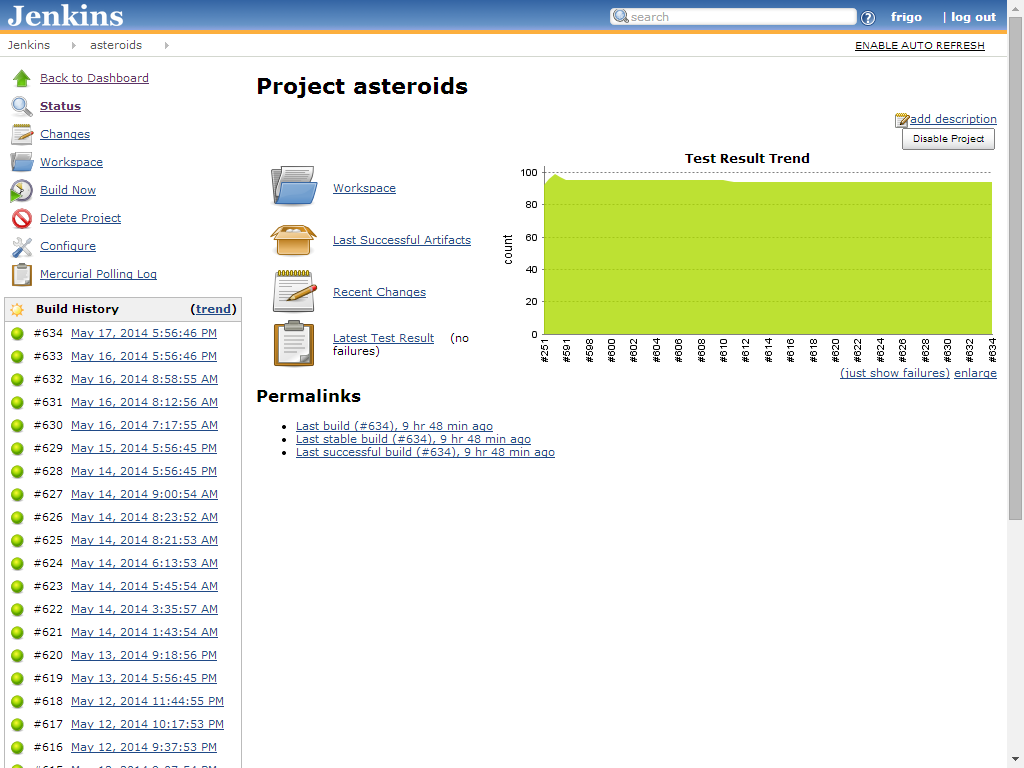 Jenkins
search
frigo
| log out
Jenkins
asteroids
ENABLE AUTO REFRESH
Back to Dashboard
Status
Changes
Workspace
Build Now
Delete Project
Configure
Mercurial Polling Log
Build History (trend)
#634 May 17, 2014 5:56:46 PM
#633 May 16, 2014 5:56:46 PM
#632 May 16, 2014 8:58:55 AM
#631 May 16, 2014 8:12:56 AM
#630 May 16, 2014 7:17:55 AM
#629 May 15, 2014 5:56:45 PM
#628 May 14, 2014 5:56:45 PM
#627 May 14, 2014 9:00:54 AM
#626 May 14, 2014 8:23:52 AM
#625 May 14, 2014 8:21:53 AM
#624 May 14, 2014 6:13:53 AM
#623 May 14, 2014 5:45:54 AM
#622 May 14, 2014 3:35:57 AM
#621 May 14, 2014 1:43:54 AM
#620 May 13, 2014 9:18:56 PM
#619 May 13, 2014 5:56:45 PM
#618 May 12, 2014 11:44:55 PM
#617 May 12, 2014 10:17:53 PM
#616 May 12, 2014 9:37:53 PM
Project asteroids
add description
Disable Project
Workspace
Last Successful Artifacts
Recent Changes
Latest Test Result (no
failures)
Test Result Trend
count
100
80
60
40
20
0
#251
#591
#598
#600
#602
#604
#606
#608
#610
#612
#614
#616
#618
#620
#622
#624
#626
#628
#630
#632
#634
(just show failures) enlarge
Permalinks
Last build (#634), 9 hr 48 min ago
Last stable build (#634), 9 hr 48 min ago
Last successful build (#634), 9 hr 48 min ago